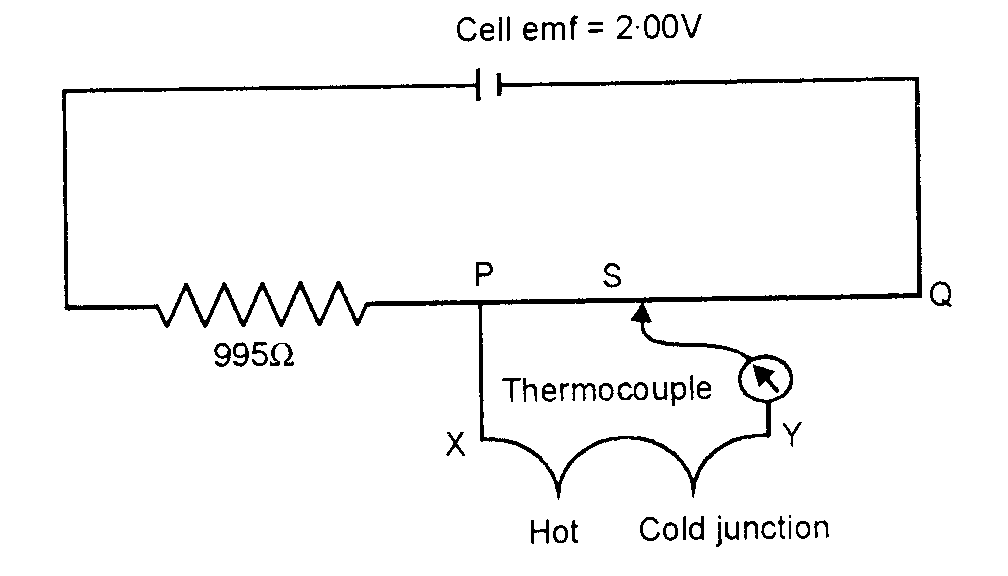 Cell emf = 2·00V
P S
Q
995Ω
Thermocouple
X Y
Hot Cold junction